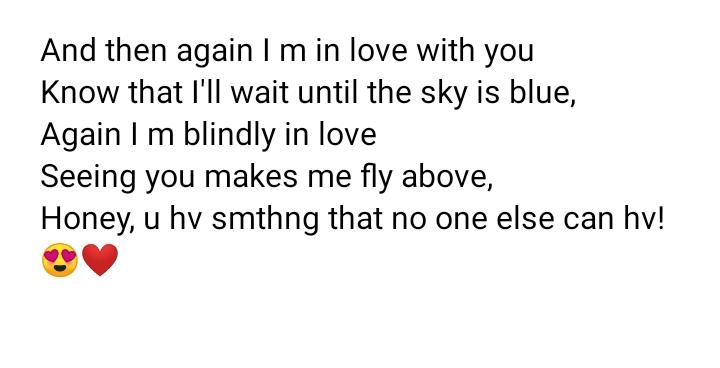 And then again I m in love with you
Know that I'll wait until the sky is blue,
Again I m blindly in love
Seeing you makes me fly above,
Honey, u hv smthng that no one else can hv!
😍❤️